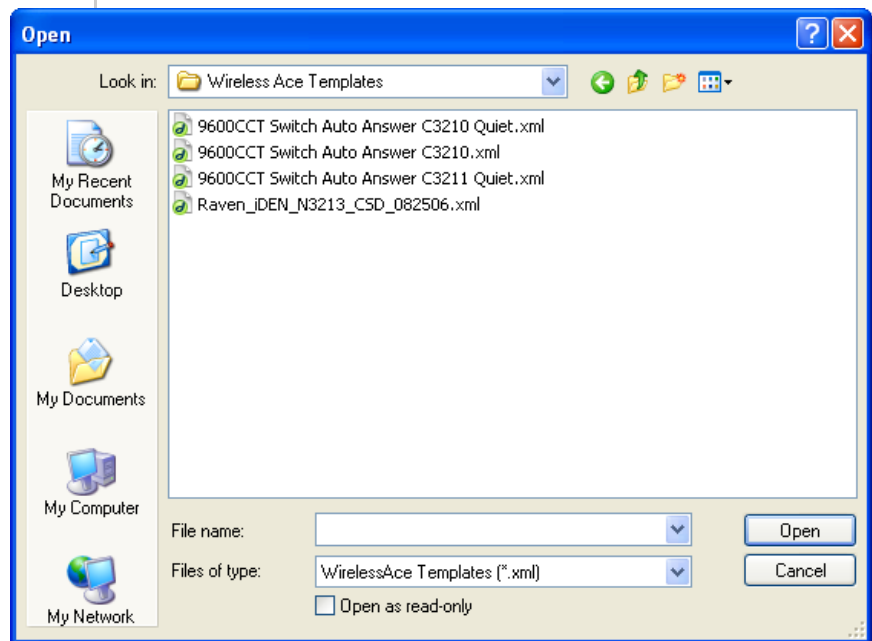 Open
Look in:
Wireless Ace Templates
My Recent
Documents
Desktop
My Documents
My Computer
My Network
9600CCT Switch Auto Answer C3210 Quiet.xml
9600CCT Switch Auto Answer C3210.xml
9600CCT Switch Auto Answer C3211 Quiet.xml
Raven_iDEN_N3213_CSD_082506.xml
File name:
Open
Files of type:
WirelessAce Templates (*.xml)
Cancel
Open as read-only